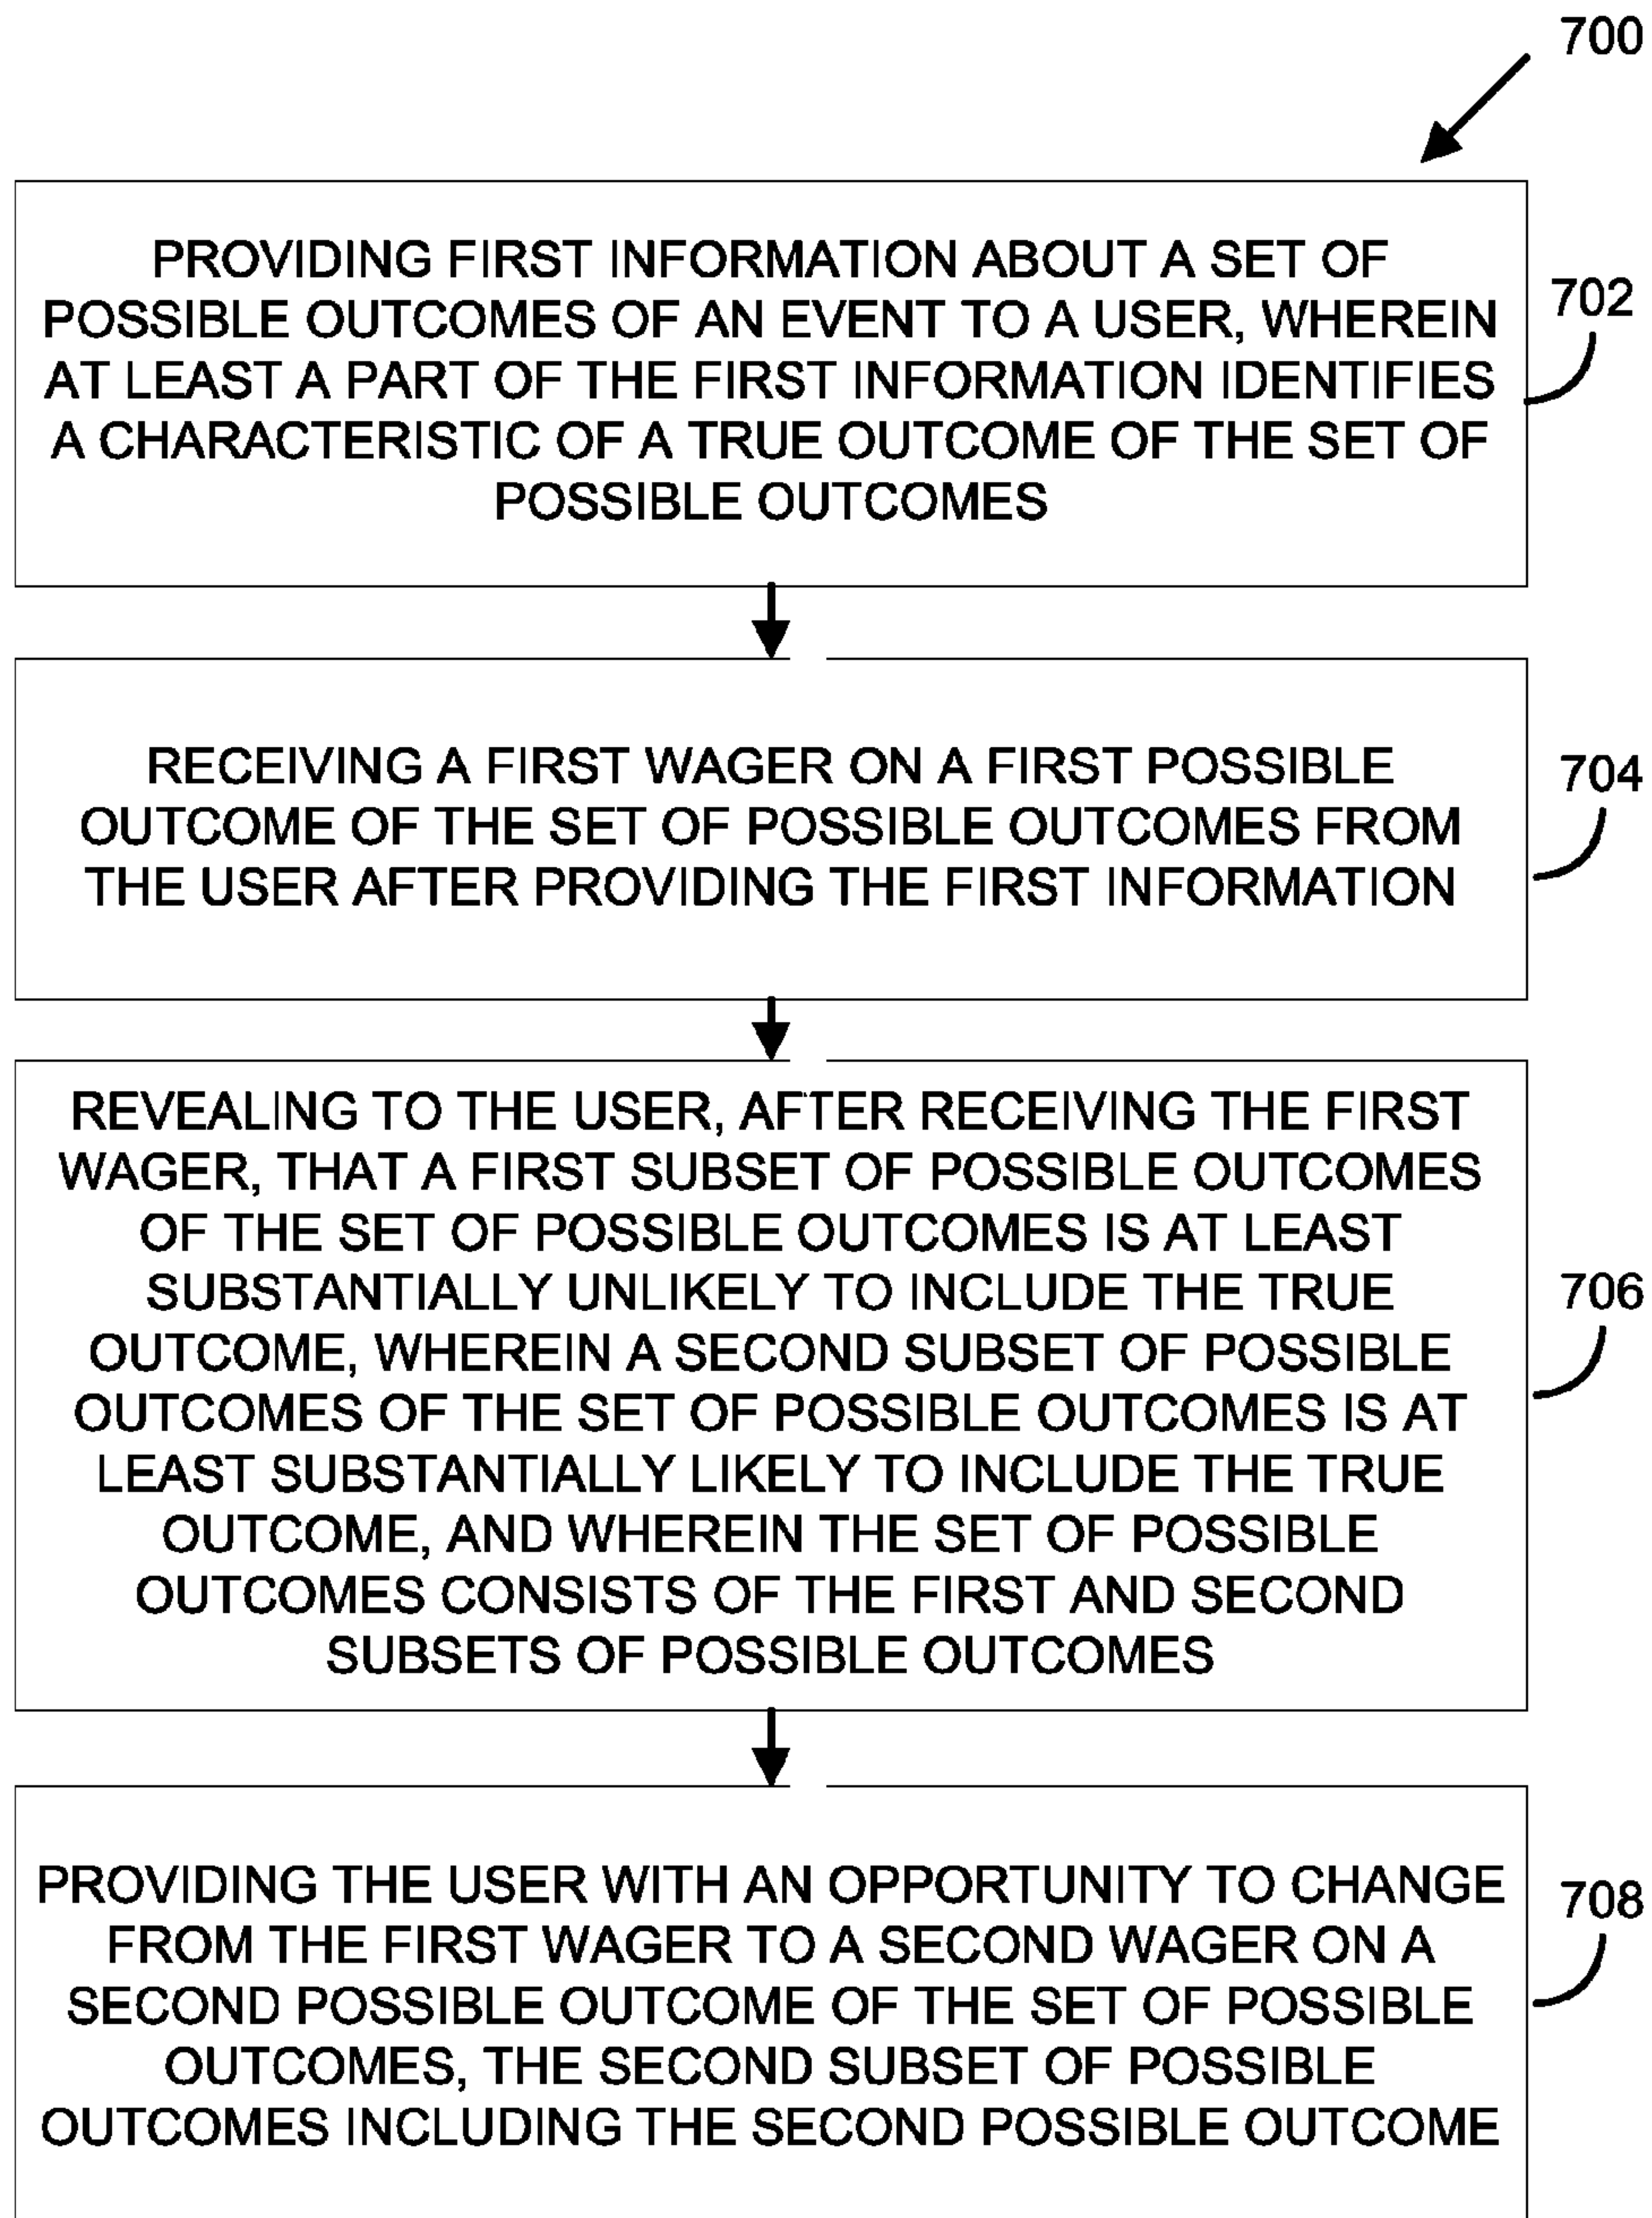 700
PROVIDING FIRST INFORMATION ABOUT A SET OF
POSSIBLE OUTCOMES OF AN EVENT TO A USER, WHEREIN
AT LEAST A PART OF THE FIRST INFORMATION IDENTIFIES
A CHARACTERISTIC OF A TRUE OUTCOME OF THE SET OF
POSSIBLE OUTCOMES
702
RECEIVING A FIRST WAGER ON A FIRST POSSIBLE
OUTCOME OF THE SET OF POSSIBLE OUTCOMES FROM
THE USER AFTER PROVIDING THE FIRST INFORMATION
704
REVEALING TO THE USER, AFTER RECEIVING THE FIRST
WAGER, THAT A FIRST SUBSET OF POSSIBLE OUTCOMES
OF THE SET OF POSSIBLE OUTCOMES IS AT LEAST
SUBSTANTIALLY UNLIKELY TO INCLUDE THE TRUE
OUTCOME, WHEREIN A SECOND SUBSET OF POSSIBLE
OUTCOMES OF THE SET OF POSSIBLE OUTCOMES IS AT
LEAST SUBSTANTIALLY LIKELY TO INCLUDE THE TRUE
OUTCOME, AND WHEREIN THE SET OF POSSIBLE
OUTCOMES CONSISTS OF THE FIRST AND SECOND
SUBSETS OF POSSIBLE OUTCOMES
706
PROVIDING THE USER WITH AN OPPORTUNITY TO CHANGE
FROM THE FIRST WAGER TO A SECOND WAGER ON A
SECOND POSSIBLE OUTCOME OF THE SET OF POSSIBLE
OUTCOMES, THE SECOND SUBSET OF POSSIBLE
OUTCOMES INCLUDING THE SECOND POSSIBLE OUTCOME
708